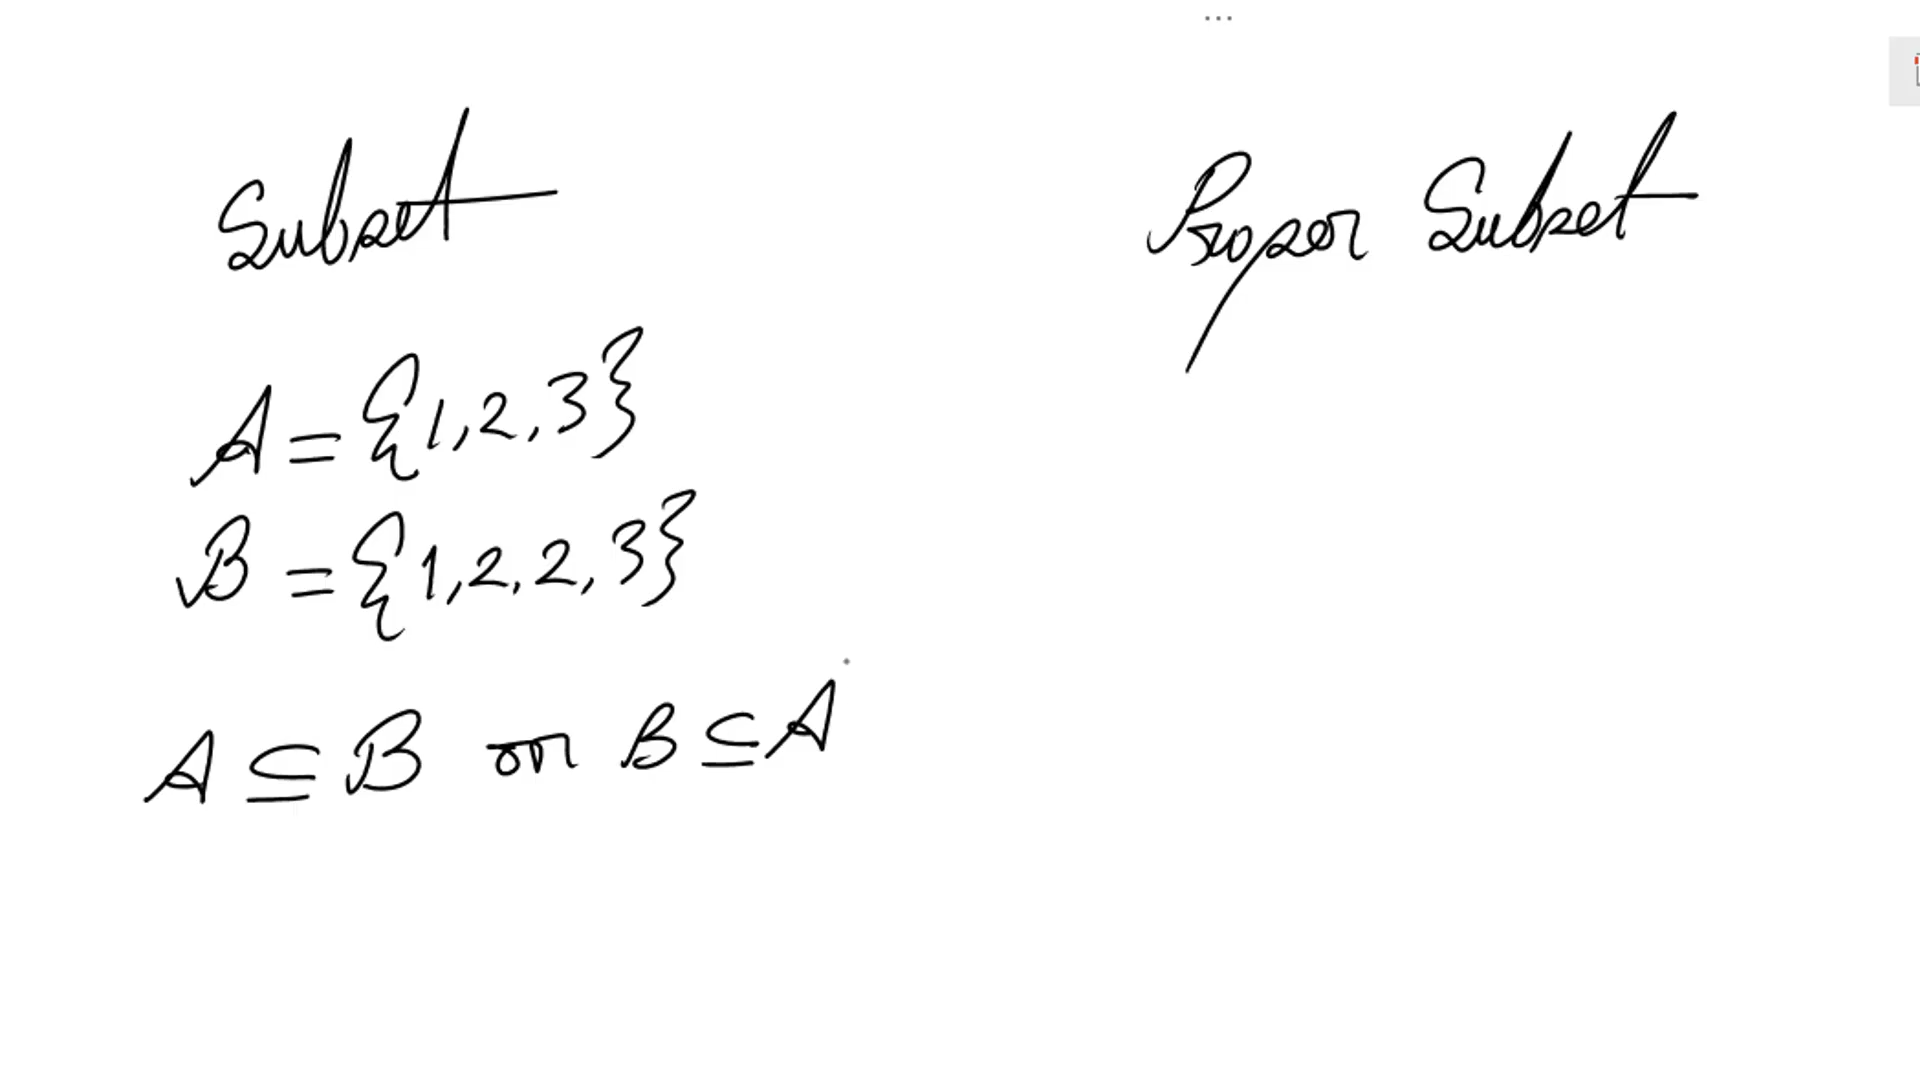 Subset
Proper Subset
A = {1, 2, 3}
B = {1, 2, 2, 3}
A ⊆ B or B ⊆ A